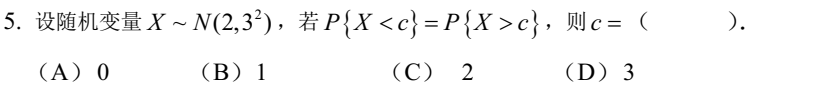 5. 设随机变量 X ~ N(2,3²)，若 P{X < c} = P{X > c}，则 c = （　　　）.
（A）0　　（B）1　　（C） 2　　（D）3